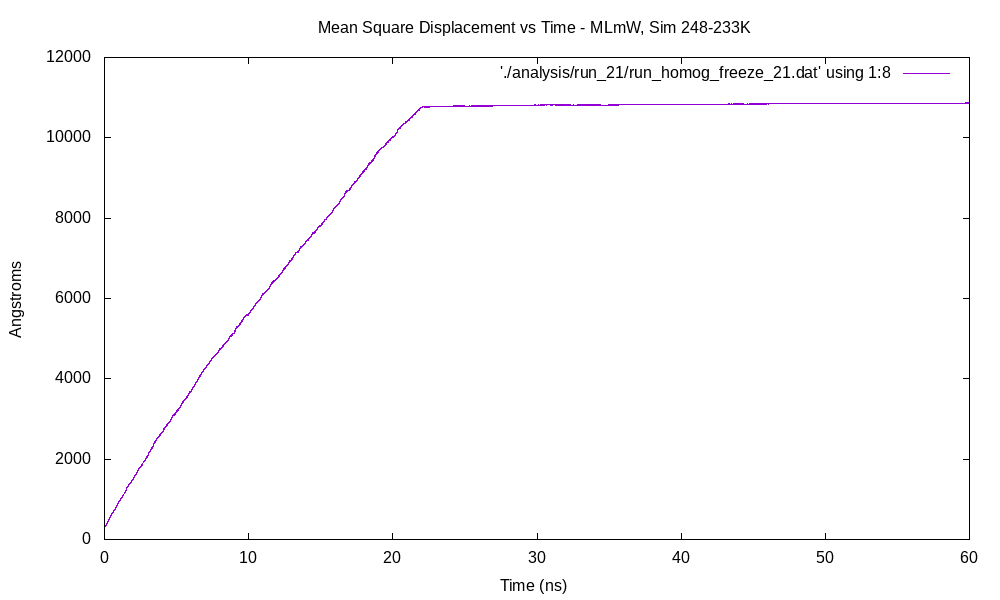 Mean Square Displacement vs Time - MLmW, Sim 248-233K
'./analysis/run_21/run_homog_freeze_21.dat' using 1:8
12000
10000
8000
6000
4000
2000
0
Angstroms
0 10 20 30 40 50 60
Time (ns)